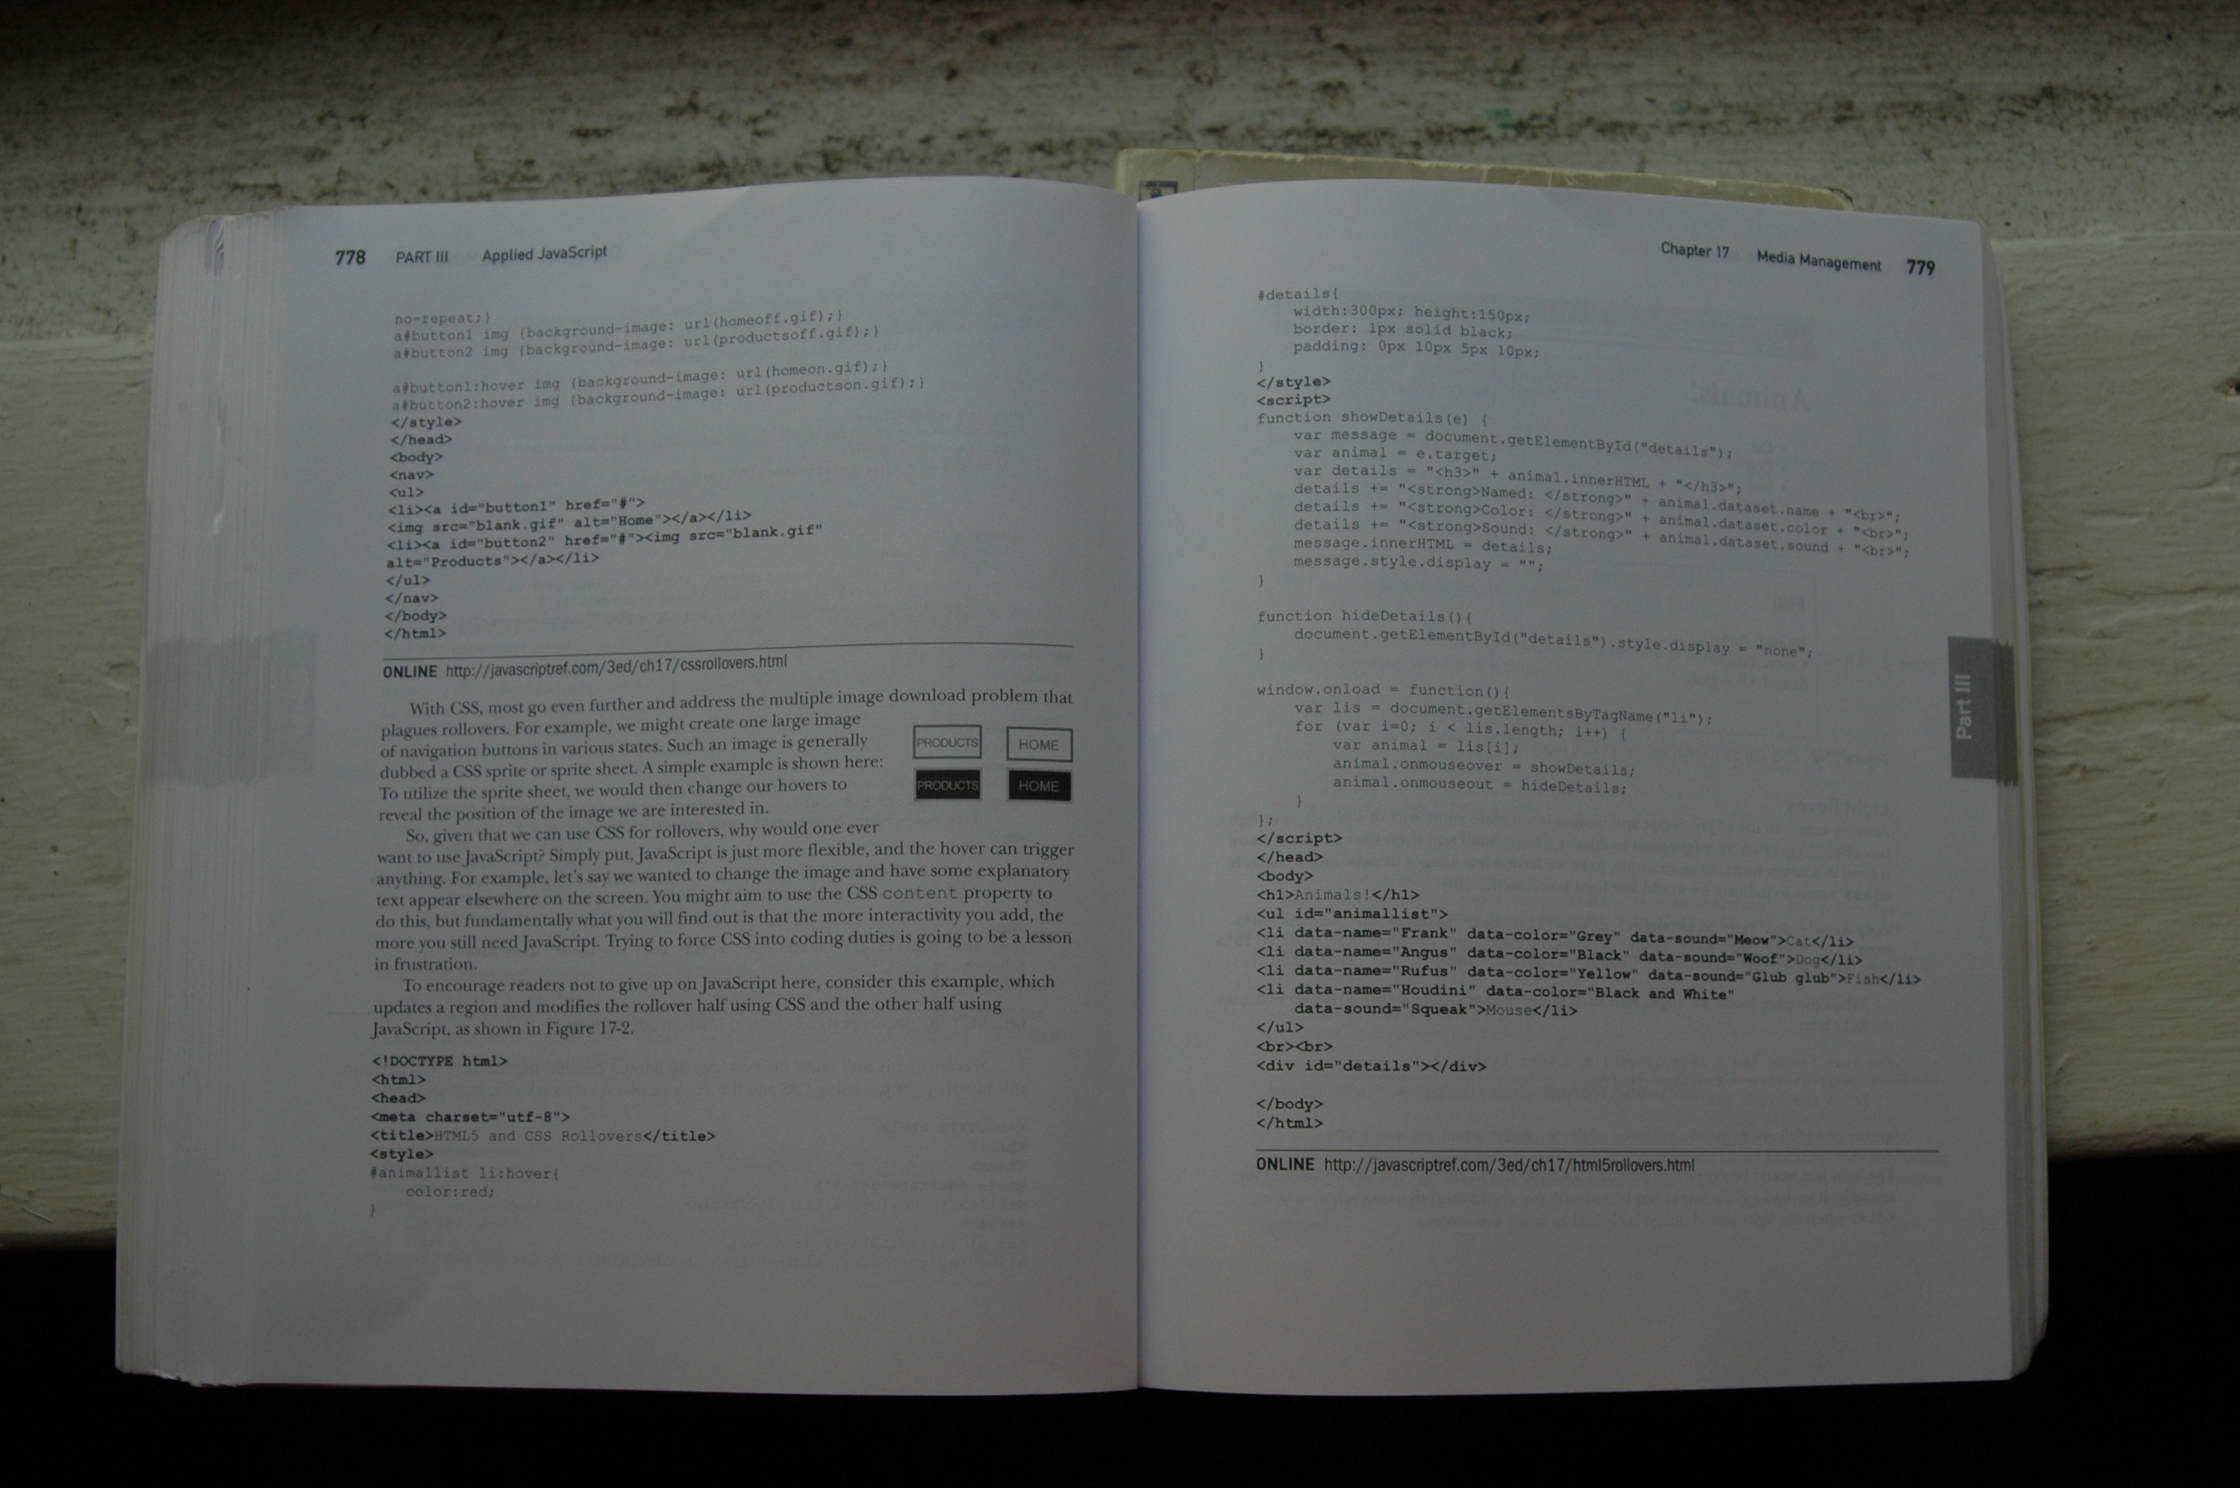 778 PART III Applied JavaScript
no-repeat;}
a#button1 img {background-image: url(homeoff.gif);}
a#button2 img {background-image: url(productsoff.gif);}
a#button1:hover img {background-image: url(homeon.gif);}
a#button2:hover img {background-image: url(productson.gif);}
</style>
</head>
<body>
<nav>
<ul>
<li><a id="button1" href="#">
<img src="blank.gif" alt="Home"></a></li>
<li><a id="button2" href="#"><img src="blank.gif"
alt="Products"></a></li>
</ul>
</nav>
</body>
</html>
ONLINE http://javascriptref.com/3ed/ch17/cssrollovers.html
With CSS, most go even further and address the multiple image download problem that
plagues rollovers. For example, we might create one large image
of navigation buttons in various states. Such an image is generally
dubbed a CSS sprite or sprite sheet. A simple example is shown here:
To utilize the sprite sheet, we would then change our hovers to
reveal the position of the image we are interested in.
PRODUCTS HOME
PRODUCTS HOME
So, given that we can use CSS for rollovers, why would one ever
want to use JavaScript? Simply put, JavaScript is just more flexible, and the hover can trigger
anything. For example, let's say we wanted to change the image and have some explanatory
text appear elsewhere on the screen. You might aim to use the CSS content property to
do this, but fundamentally what you will find out is that the more interactivity you add, the
more you still need JavaScript. Trying to force CSS into coding duties is going to be a lesson
in frustration.
To encourage readers not to give up on JavaScript here, consider this example, which
updates a region and modifies the rollover half using CSS and the other half using
JavaScript, as shown in Figure 17-2.
<!DOCTYPE html>
<html>
<head>
<meta charset="utf-8">
<title>HTML5 and CSS Rollovers</title>
<style>
#animallist li:hover{
color:red;
}
Chapter 17 Media Management 779
#details{
width:300px; height:150px;
border: 1px solid black;
padding: 0px 10px 5px 10px;
}
</style>
<script>
function showDetails(e) {
var message = document.getElementById("details");
var animal = e.target;
var details = "<h3>" + animal.innerHTML + "</h3>";
details += "<strong>Named: </strong>" + animal.dataset.name + "<br>";
details += "<strong>Color: </strong>" + animal.dataset.color + "<br>";
details += "<strong>Sound: </strong>" + animal.dataset.sound + "<br>";
message.innerHTML = details;
message.style.display = "";
}
function hideDetails(){
document.getElementById("details").style.display = "none";
}
window.onload = function(){
var lis = document.getElementsByTagName("li");
for (var i=0; i < lis.length; i++) {
var animal = lis[i];
animal.onmouseover = showDetails;
animal.onmouseout = hideDetails;
}
};
</script>
</head>
<body>
<h1>Animals!</h1>
<ul id="animallist">
<li data-name="Frank" data-color="Grey" data-sound="Meow">Cat</li>
<li data-name="Angus" data-color="Black" data-sound="Woof">Dog</li>
<li data-name="Rufus" data-color="Yellow" data-sound="Glub glub">Fish</li>
<li data-name="Houdini" data-color="Black and White"
data-sound="Squeak">Mouse</li>
</ul>
<br><br>
<div id="details"></div>
</body>
</html>
ONLINE http://javascriptref.com/3ed/ch17/html5rollovers.html
Part III